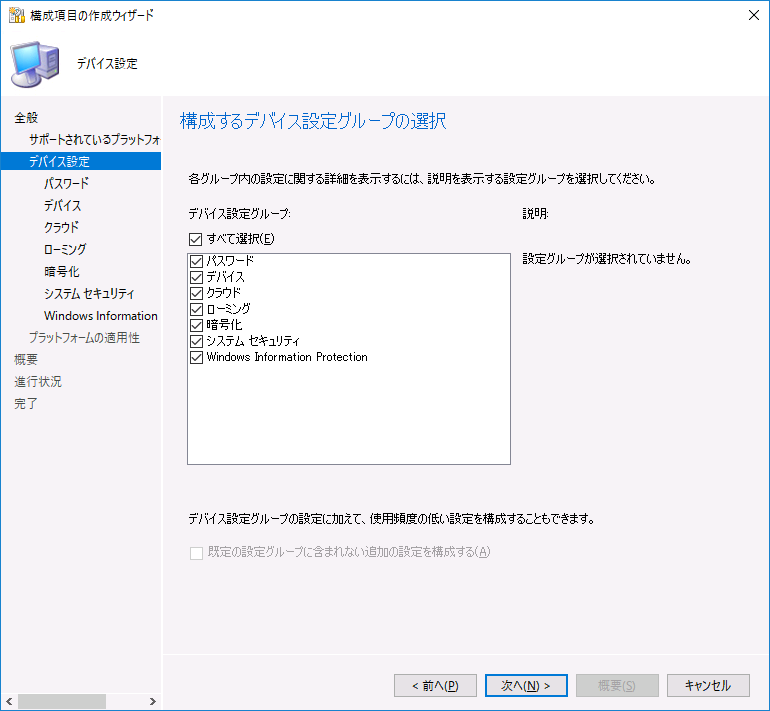 構成項目の作成ウィザード
デバイス設定
全般
サポートされているプラットフォ
デバイス設定
パスワード
デバイス
クラウド
ローミング
暗号化
システム セキュリティ
Windows Information
プラットフォームの適用性
概要
進行状況
完了
構成するデバイス設定グループの選択
各グループ内の設定に関する詳細を表示するには、説明を表示する設定グループを選択してください。
デバイス設定グループ:
すべて選択(E)
パスワード
デバイス
クラウド
ローミング
暗号化
システム セキュリティ
Windows Information Protection
説明:
設定グループが選択されていません。
デバイス設定グループの設定に加えて、使用頻度の低い設定を構成することもできます。
既定の設定グループに含まれない追加の設定を構成する(A)
< 前へ(P)
次へ(N) >
概要(S)
キャンセル